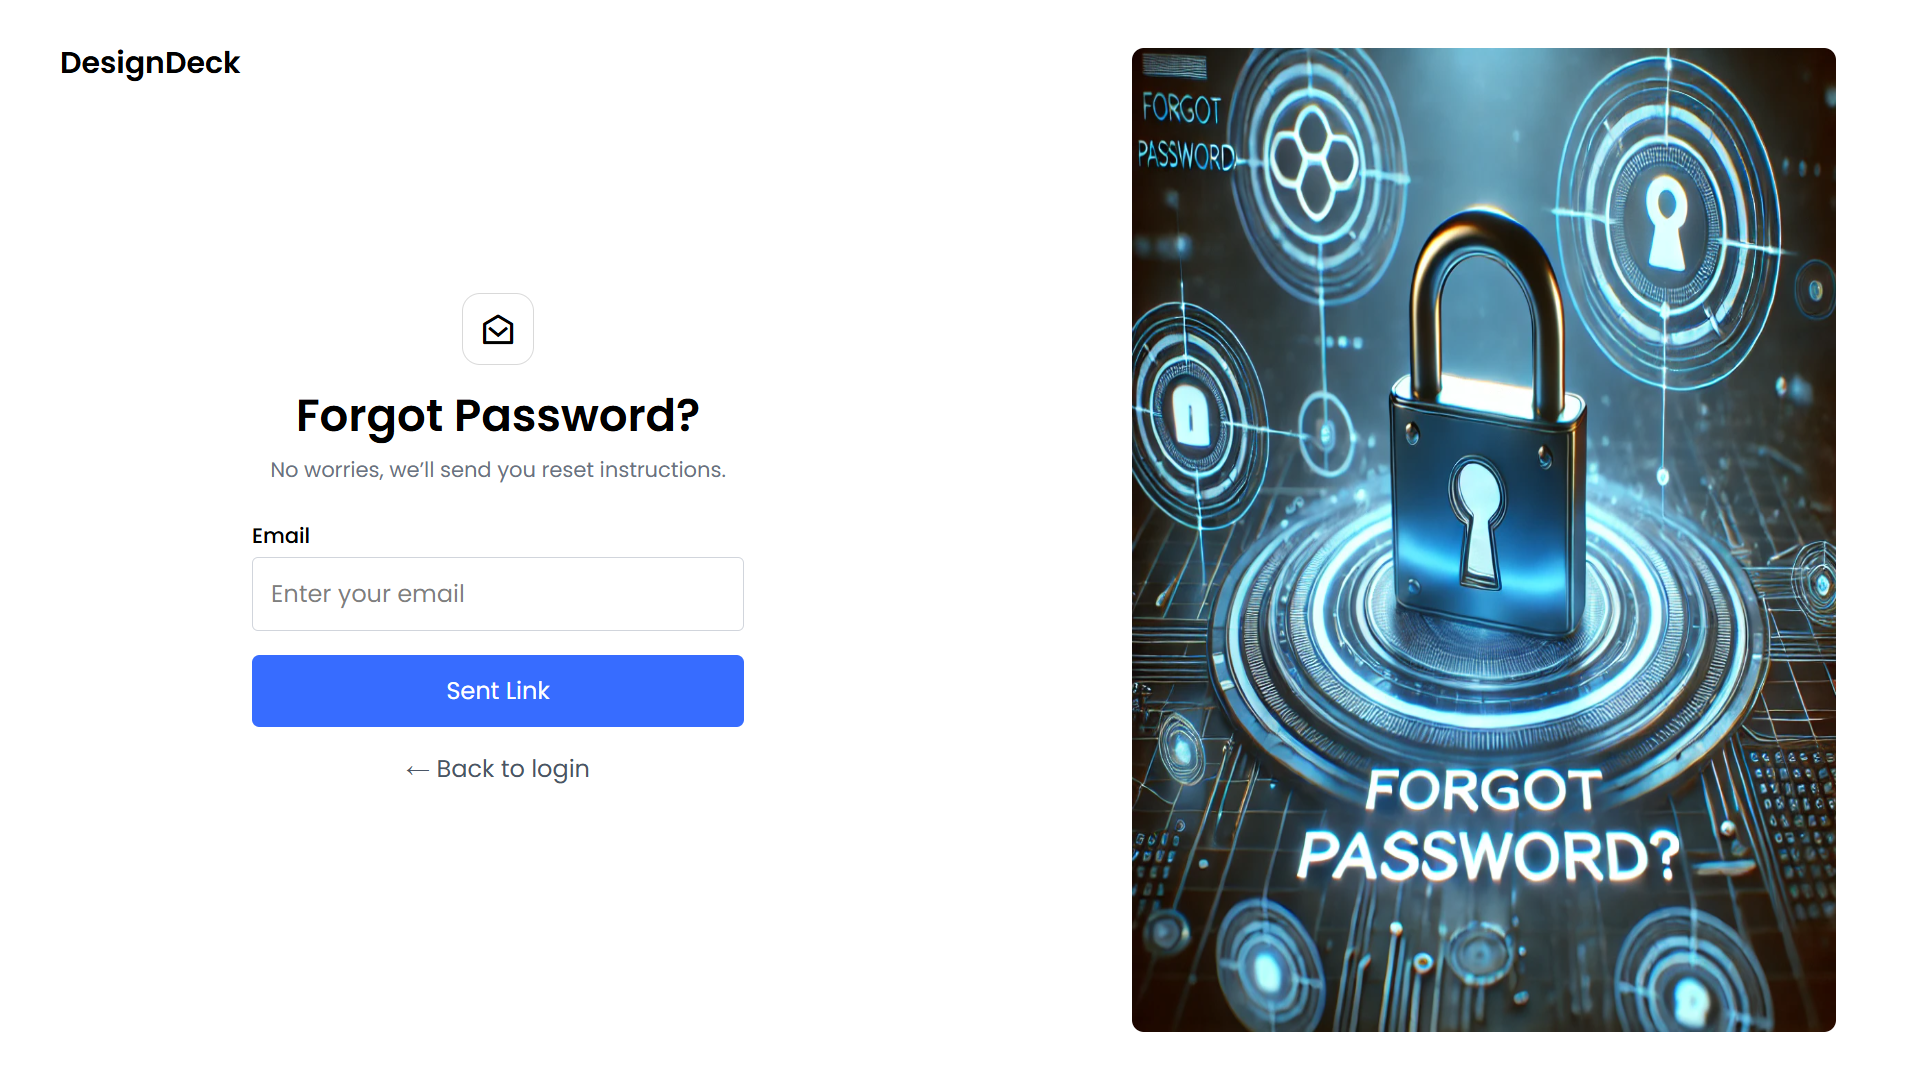 DesignDeck
Forgot Password?
No worries, we’ll send you reset instructions.
Email
Enter your email
Sent Link
← Back to login
FORGOT
PASSWORD
FORGOT
PASSWORD?